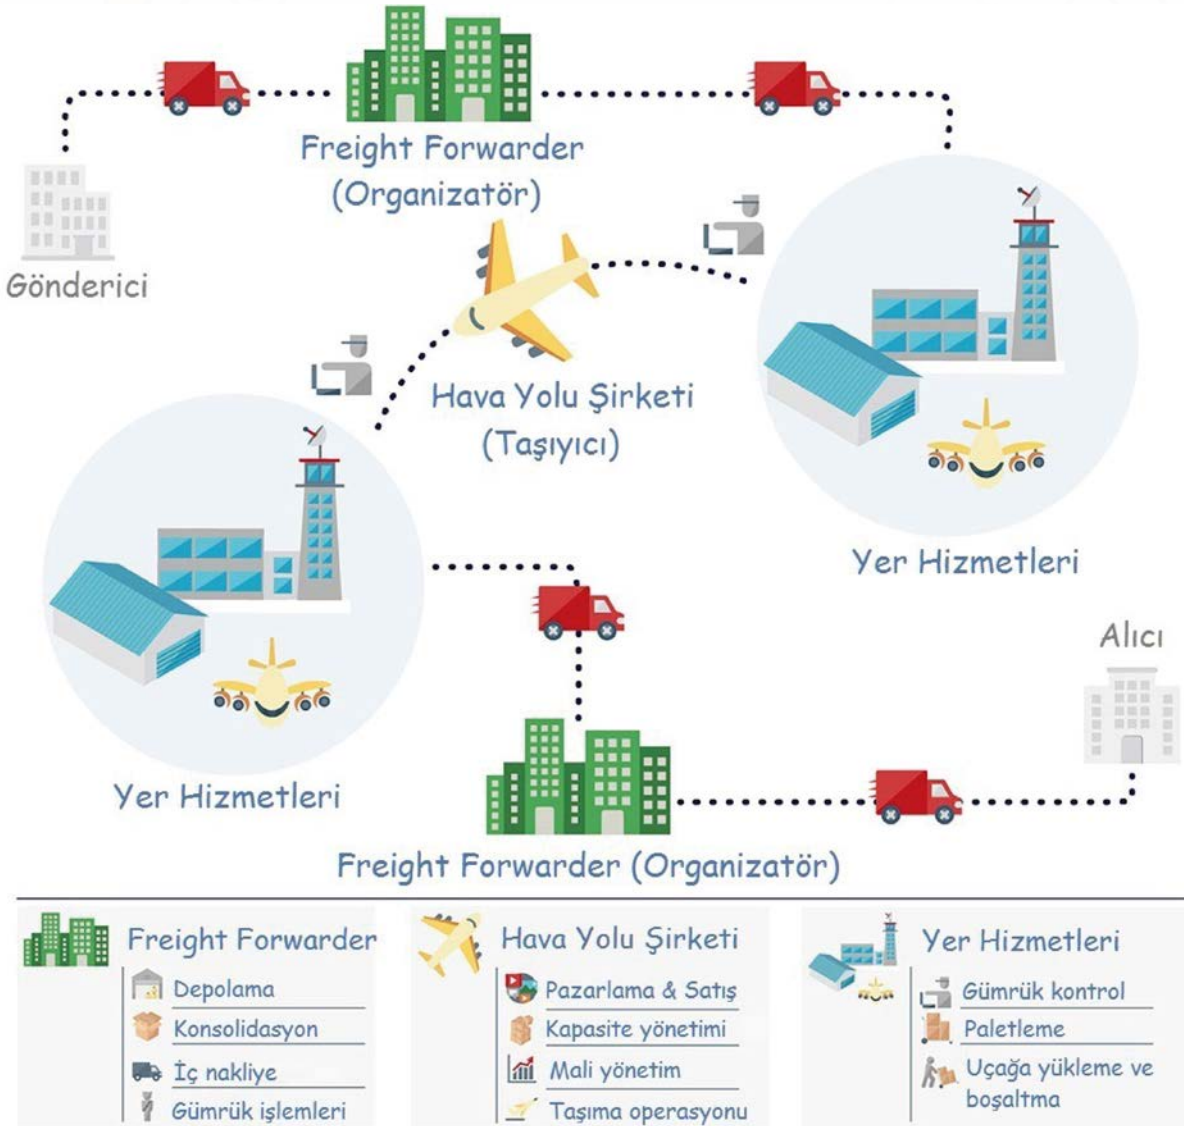 Freight Forwarder
(Organizatör)
Gönderici
Hava Yolu Şirketi
(Taşıyıcı)
Yer Hizmetleri
Alıcı
Yer Hizmetleri
Freight Forwarder (Organizatör)
Freight Forwarder
Depolama
Konsolidasyon
İç nakliye
Gümrük işlemleri
Hava Yolu Şirketi
Pazarlama & Satış
Kapasite yönetimi
Mali yönetim
Taşıma operasyonu
Yer Hizmetleri
Gümrük kontrol
Paletleme
Uçağa yükleme ve
boşaltma